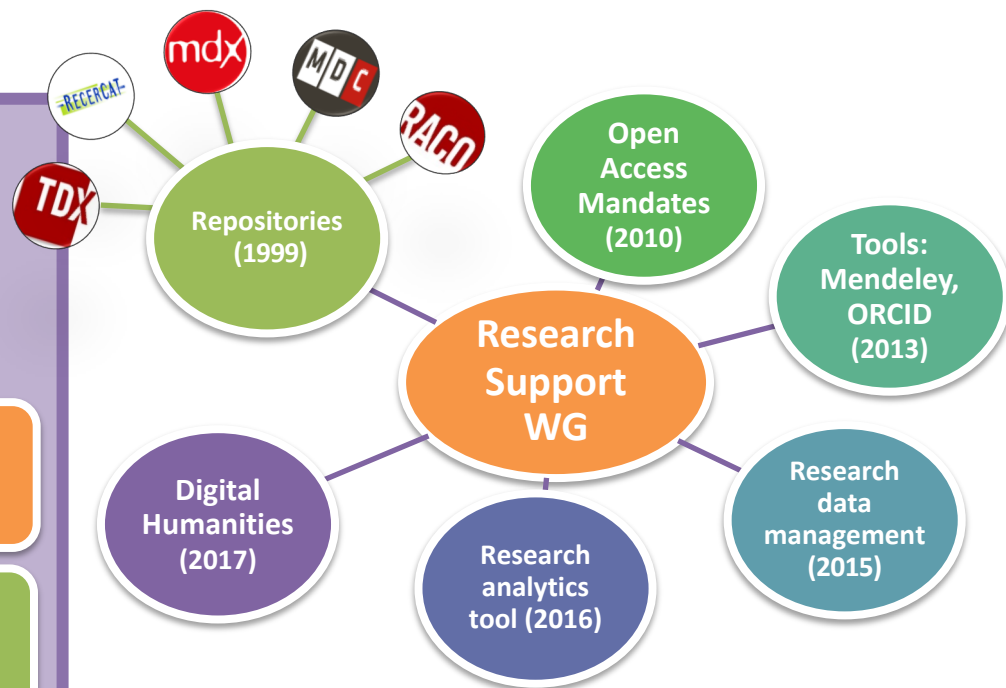 mdx
MDC
-RECERCAT-
RACO
TDX
Repositories
(1999)
Open
Access
Mandates
(2010)
Tools:
Mendeley,
ORCID
(2013)
Research
Support
WG
Research
data
management
(2015)
Research
analytics
tool (2016)
Digital
Humanities
(2017)